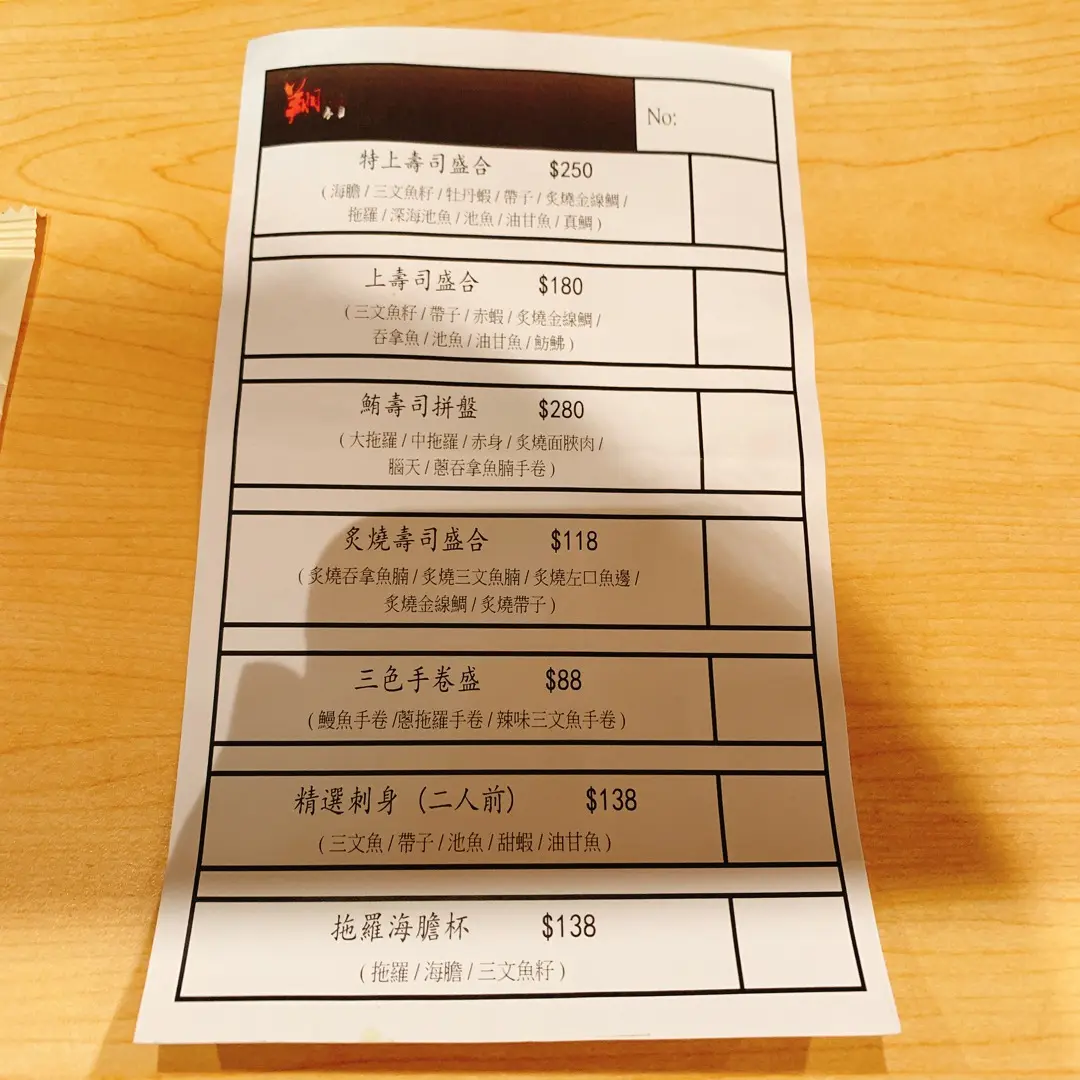 翔
No:
特上壽司盛合 $250
( 海膽 / 三文魚籽 / 牡丹蝦 / 帶子 / 炙燒金線鯛 /
拖羅 / 深海池魚 / 池魚 / 油甘魚 / 真鯛 )
上壽司盛合 $180
( 三文魚籽 / 帶子 / 赤蝦 / 炙燒金線鯛 /
吞拿魚 / 池魚 / 油甘魚 / 魴鮄 )
鮪壽司拼盤 $280
( 大拖羅 / 中拖羅 / 赤身 / 炙燒面脥肉 /
腦天 / 蔥吞拿魚腩手卷 )
炙燒壽司盛合 $118
( 炙燒吞拿魚腩 / 炙燒三文魚腩 / 炙燒左口魚邊 /
炙燒金線鯛 / 炙燒帶子 )
三色手卷盛 $88
( 鰻魚手卷 /蔥拖羅手卷 / 辣味三文魚手卷 )
精選刺身 (二人前) $138
( 三文魚 / 帶子 / 池魚 / 甜蝦 / 油甘魚 )
拖羅海膽杯 $138
( 拖羅 / 海膽 / 三文魚籽 )